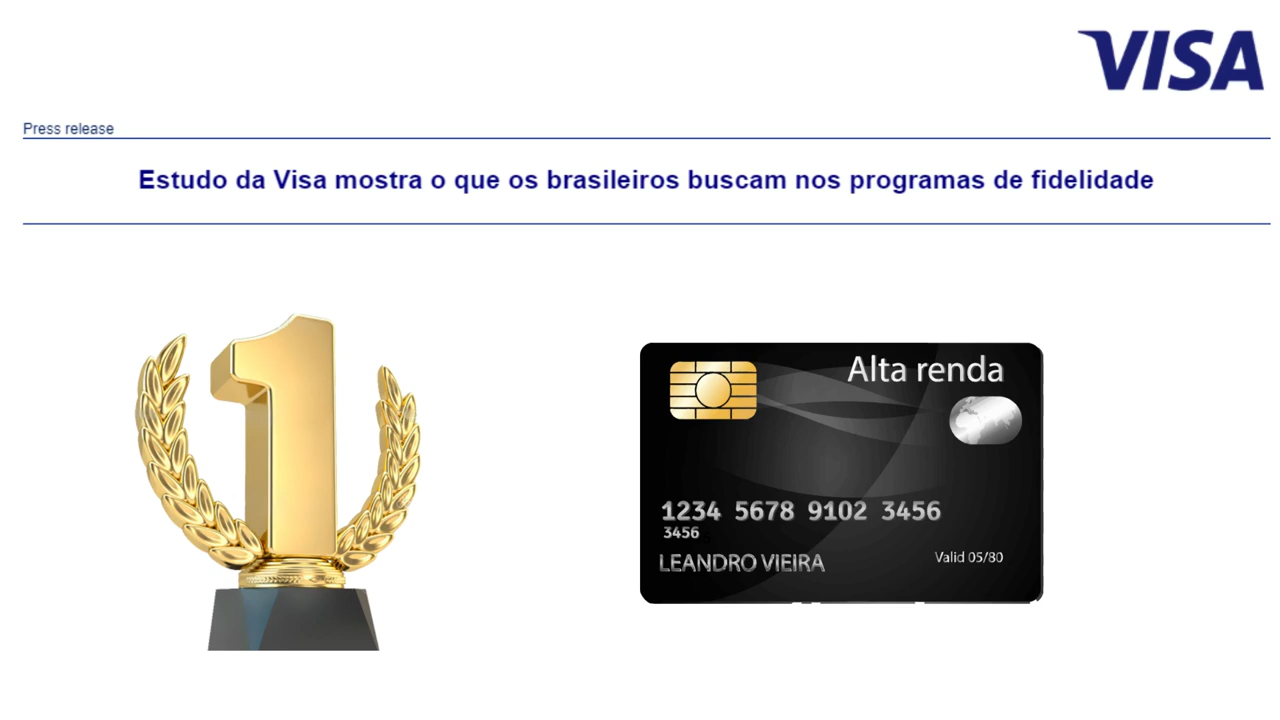 VISA
Press release
Estudo da Visa mostra o que os brasileiros buscam nos programas de fidelidade
1
Alta renda
1234 5678 9102 3456
3456
LEANDRO VIEIRA
Valid 05/80